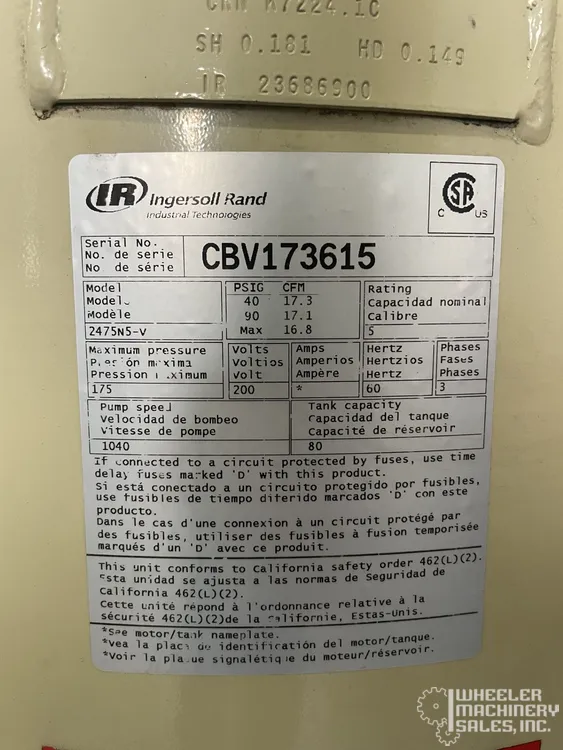 CRN K7224.1C
SH 0.181 HD 0.149
IR 23686900
IR Ingersoll Rand
Industrial Technologies
CSA
C US
Serial No.
No. de serie
No de série
CBV173615
Model
Modelo
Modèle
2475N5-V
PSIG CFM
40 17.3
90 17.1
Max 16.8
Rating
Capacidad nominal
Calibre
5
Maximum pressure
Presión máxima
Pression maximum
175
Volts
Voltios
Volt
200
Amps
Amperios
Ampère
*
Hertz
Hertzios
Hertz
60
Phases
Fases
Phases
3
Pump speed
Velocidad de bombeo
Vitesse de pompe
1040
Tank capacity
Capacidad del tanque
Capacité de réservoir
80
If connected to a circuit protected by fuses, use time
delay fuses marked 'D' with this product.
Si está conectado a un circuito protegido por fusibles,
use fusibles de tiempo diferido marcados 'D' con este
producto.
Dans le cas d'une connexion à un circuit protégé par
des fusibles, utiliser des fusibles à fusion temporisée
marqués d'un 'D' avec ce produit.
This unit conforms to California safety order 462(L)(2).
Esta unidad se ajusta a las normas de Seguridad de
California 462(L)(2).
Cette unité répond à l'ordonnance relative à la
sécurité 462(L)(2)de la Californie, Estas-Unis.
*See motor/tank nameplate.
*vea la placa de identificación del motor/tanque.
*Voir la plaque signalétique du moteur/réservoir.
WHEELER
MACHINERY
SALES, INC.